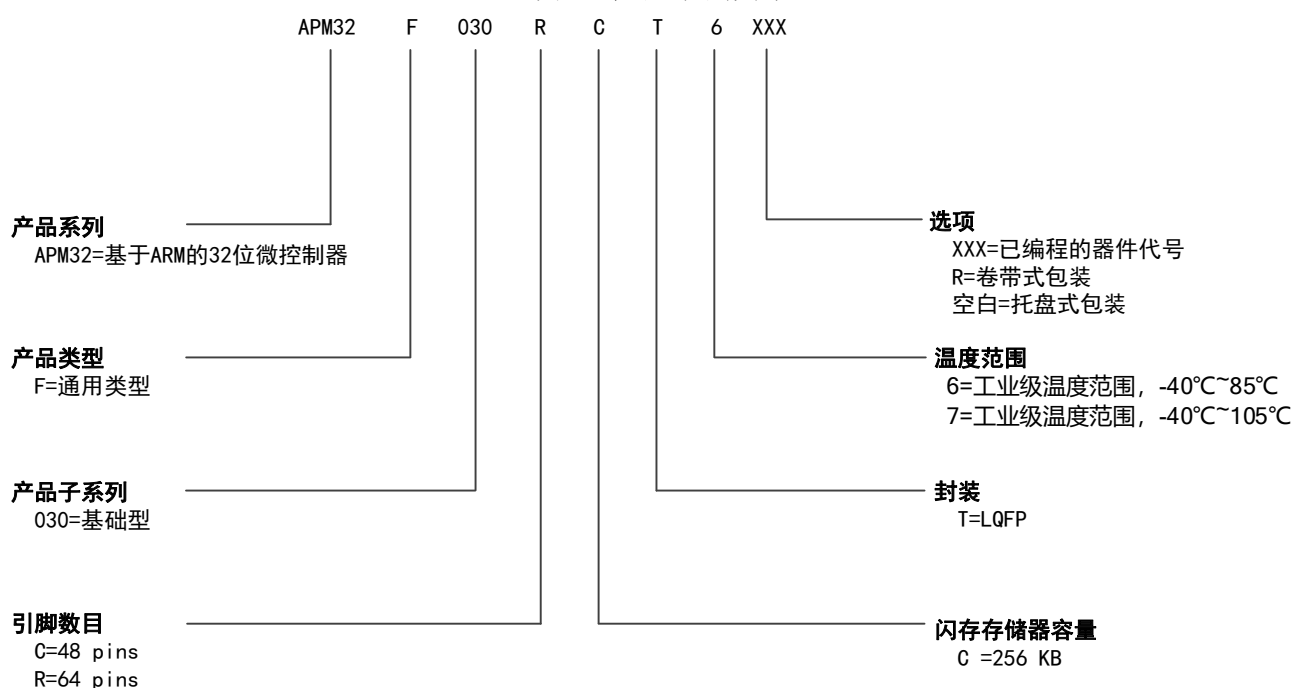 APM32 F 030 R C T 6 XXX
产品系列
APM32=基于ARM的32位微控制器
选项
XXX=已编程的器件代号
R=卷带式包装
空白=托盘式包装
产品类型
F=通用类型
温度范围
6=工业级温度范围，-40℃~85℃
7=工业级温度范围，-40℃~105℃
产品子系列
030=基础型
封装
T=LQFP
引脚数目
C=48 pins
R=64 pins
闪存存储器容量
C =256 KB